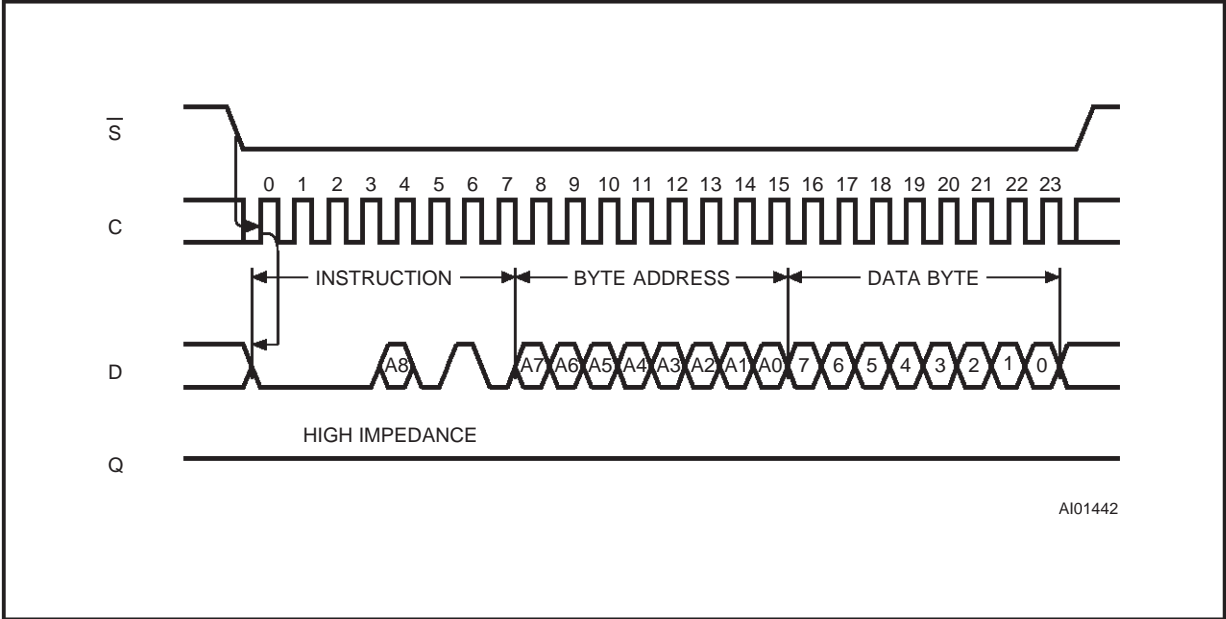 S
0 1 2 3 4 5 6 7 8 9 10 11 12 13 14 15 16 17 18 19 20 21 22 23
C
INSTRUCTION BYTE ADDRESS DATA BYTE
D A8 A7 A6 A5 A4 A3 A2 A1 A0 7 6 5 4 3 2 1 0
HIGH IMPEDANCE
Q
AI01442